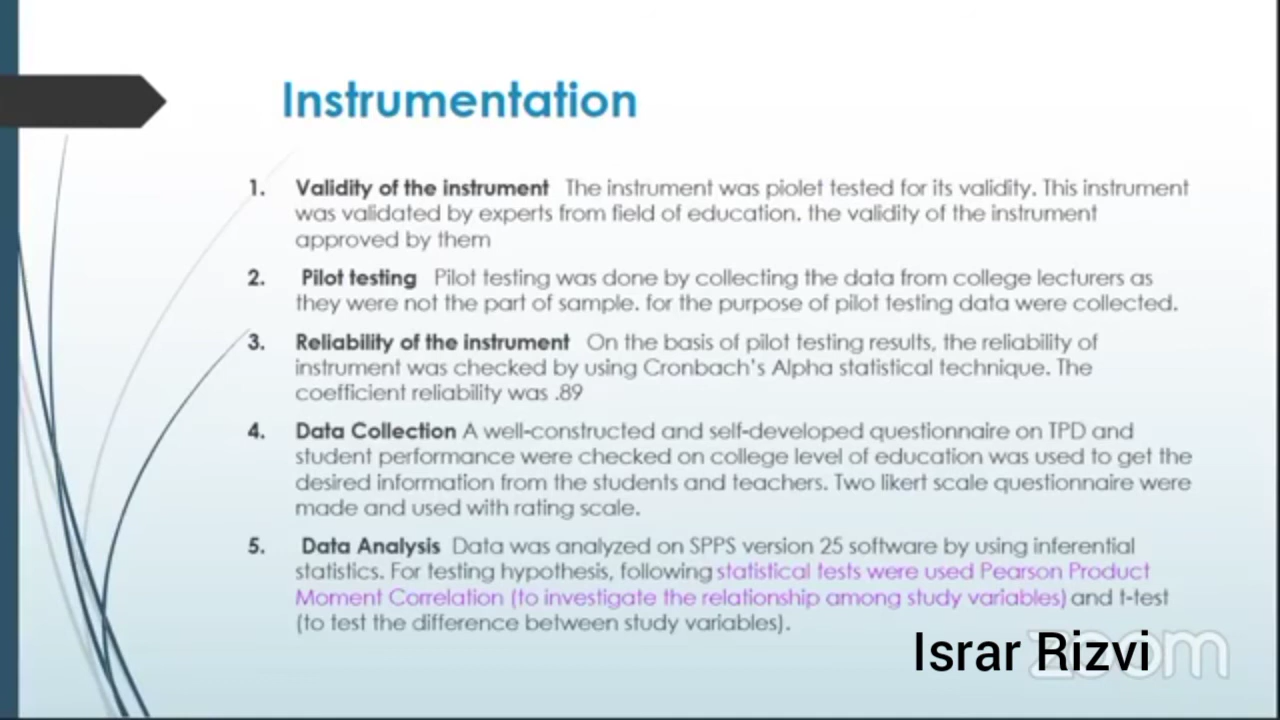 Instrumentation
1. Validity of the instrument The instrument was piolet tested for its validity. This instrument
was validated by experts from field of education. the validity of the instrument
approved by them
2. Pilot testing Pilot testing was done by collecting the data from college lecturers as
they were not the part of sample. for the purpose of pilot testing data were collected.
3. Reliability of the instrument On the basis of pilot testing results, the reliability of
instrument was checked by using Cronbach's Alpha statistical technique. The
coefficient reliability was .89
4. Data Collection A well-constructed and self-developed questionnaire on TPD and
student performance were checked on college level of education was used to get the
desired information from the students and teachers. Two likert scale questionnaire were
made and used with rating scale.
5. Data Analysis Data was analyzed on SPPS version 25 software by using inferential
statistics. For testing hypothesis, following statistical tests were used Pearson Product
Moment Correlation (to investigate the relationship among study variables) and t-test
(to test the difference between study variables).
Israr Rizvi
zoom